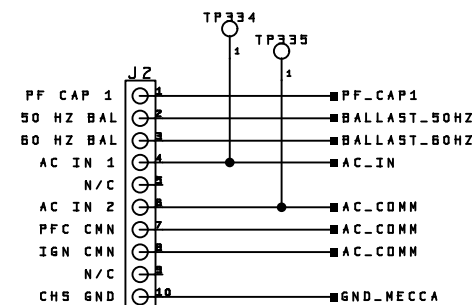 TP334
1
TP335
1
J2
PF CAP 1 1 PF_CAP1
50 HZ BAL 2 BALLAST_50HZ
60 HZ BAL 3 BALLAST_60HZ
AC IN 1 4 AC_IN
N/C 5
AC IN 2 6 AC_COMM
PFC CMN 7 AC_COMM
IGN CMN 8 AC_COMM
N/C 9
CHS GND 10 GND_MECCA